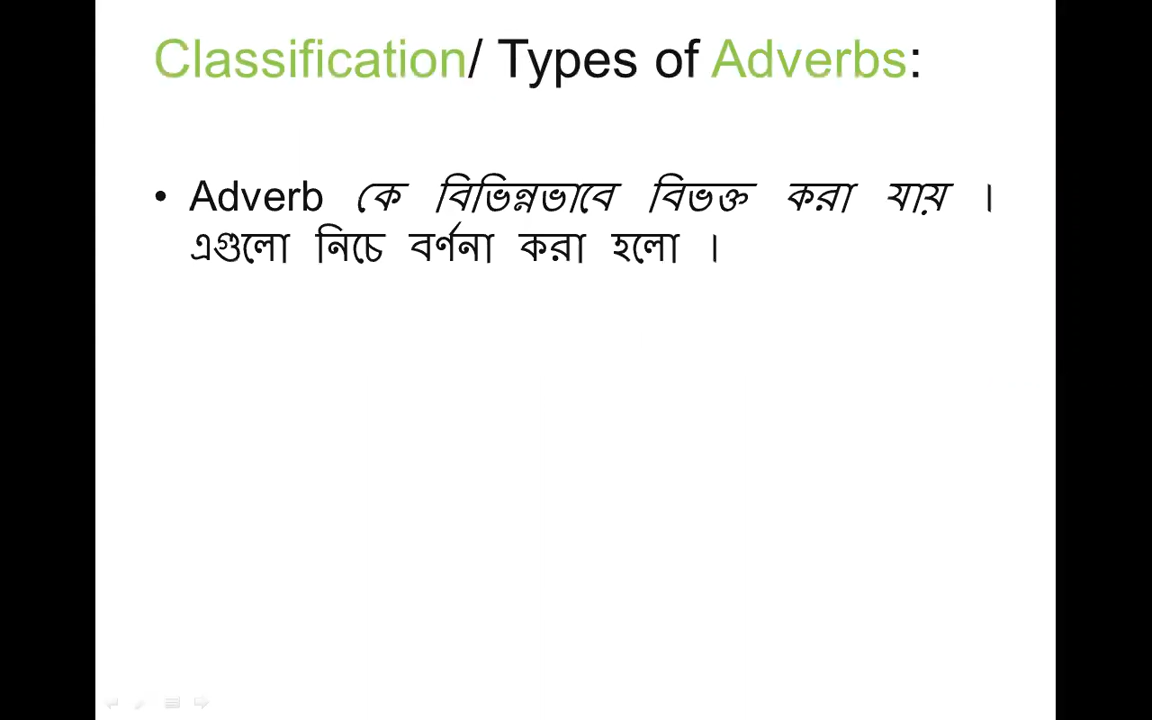 Classification/ Types of Adverbs:
• Adverb কে বিভিন্নভাবে বিভক্ত করা যায় ।
এগুলো নিচে বর্ণনা করা হলো ।